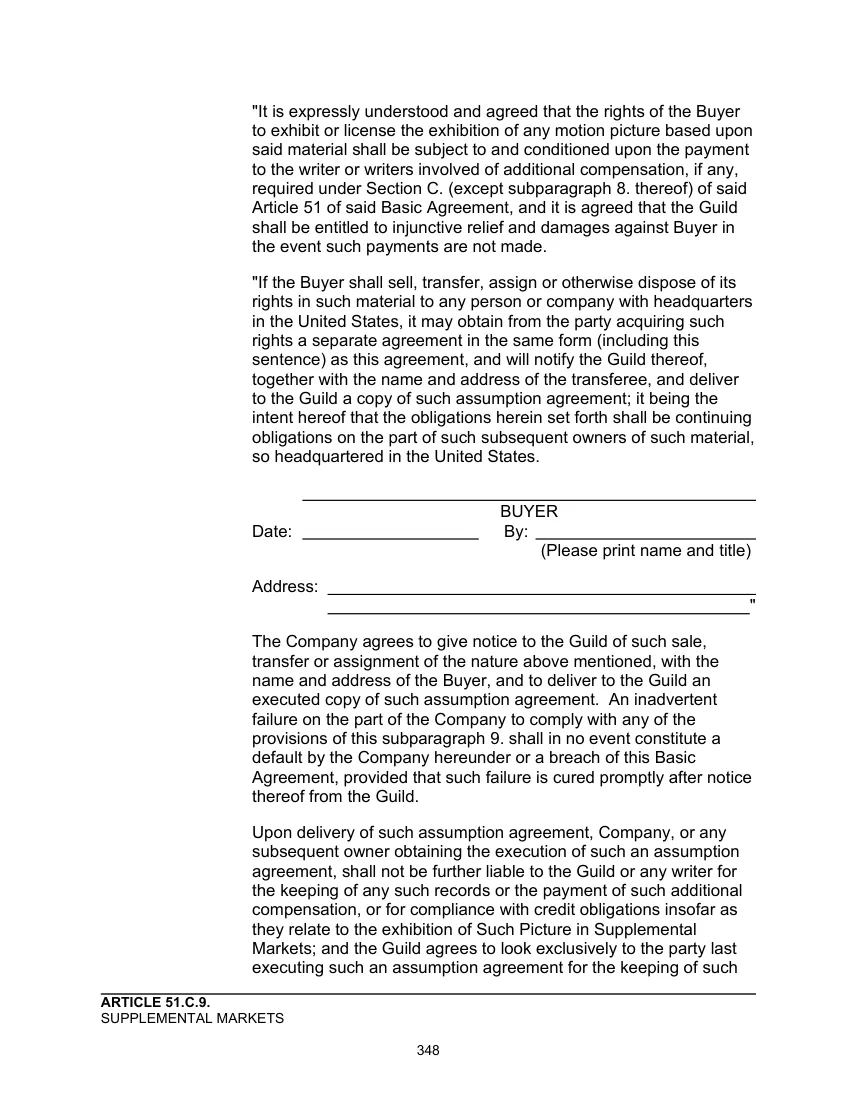 "It is expressly understood and agreed that the rights of the Buyer
to exhibit or license the exhibition of any motion picture based upon
said material shall be subject to and conditioned upon the payment
to the writer or writers involved of additional compensation, if any,
required under Section C. (except subparagraph 8. thereof) of said
Article 51 of said Basic Agreement, and it is agreed that the Guild
shall be entitled to injunctive relief and damages against Buyer in
the event such payments are not made.
"If the Buyer shall sell, transfer, assign or otherwise dispose of its
rights in such material to any person or company with headquarters
in the United States, it may obtain from the party acquiring such
rights a separate agreement in the same form (including this
sentence) as this agreement, and will notify the Guild thereof,
together with the name and address of the transferee, and deliver
to the Guild a copy of such assumption agreement; it being the
intent hereof that the obligations herein set forth shall be continuing
obligations on the part of such subsequent owners of such material,
so headquartered in the United States.
BUYER
Date: By:
(Please print name and title)
Address:
"
The Company agrees to give notice to the Guild of such sale,
transfer or assignment of the nature above mentioned, with the
name and address of the Buyer, and to deliver to the Guild an
executed copy of such assumption agreement.  An inadvertent
failure on the part of the Company to comply with any of the
provisions of this subparagraph 9. shall in no event constitute a
default by the Company hereunder or a breach of this Basic
Agreement, provided that such failure is cured promptly after notice
thereof from the Guild.
Upon delivery of such assumption agreement, Company, or any
subsequent owner obtaining the execution of such an assumption
agreement, shall not be further liable to the Guild or any writer for
the keeping of any such records or the payment of such additional
compensation, or for compliance with credit obligations insofar as
they relate to the exhibition of Such Picture in Supplemental
Markets; and the Guild agrees to look exclusively to the party last
executing such an assumption agreement for the keeping of such
ARTICLE 51.C.9.
SUPPLEMENTAL MARKETS
348